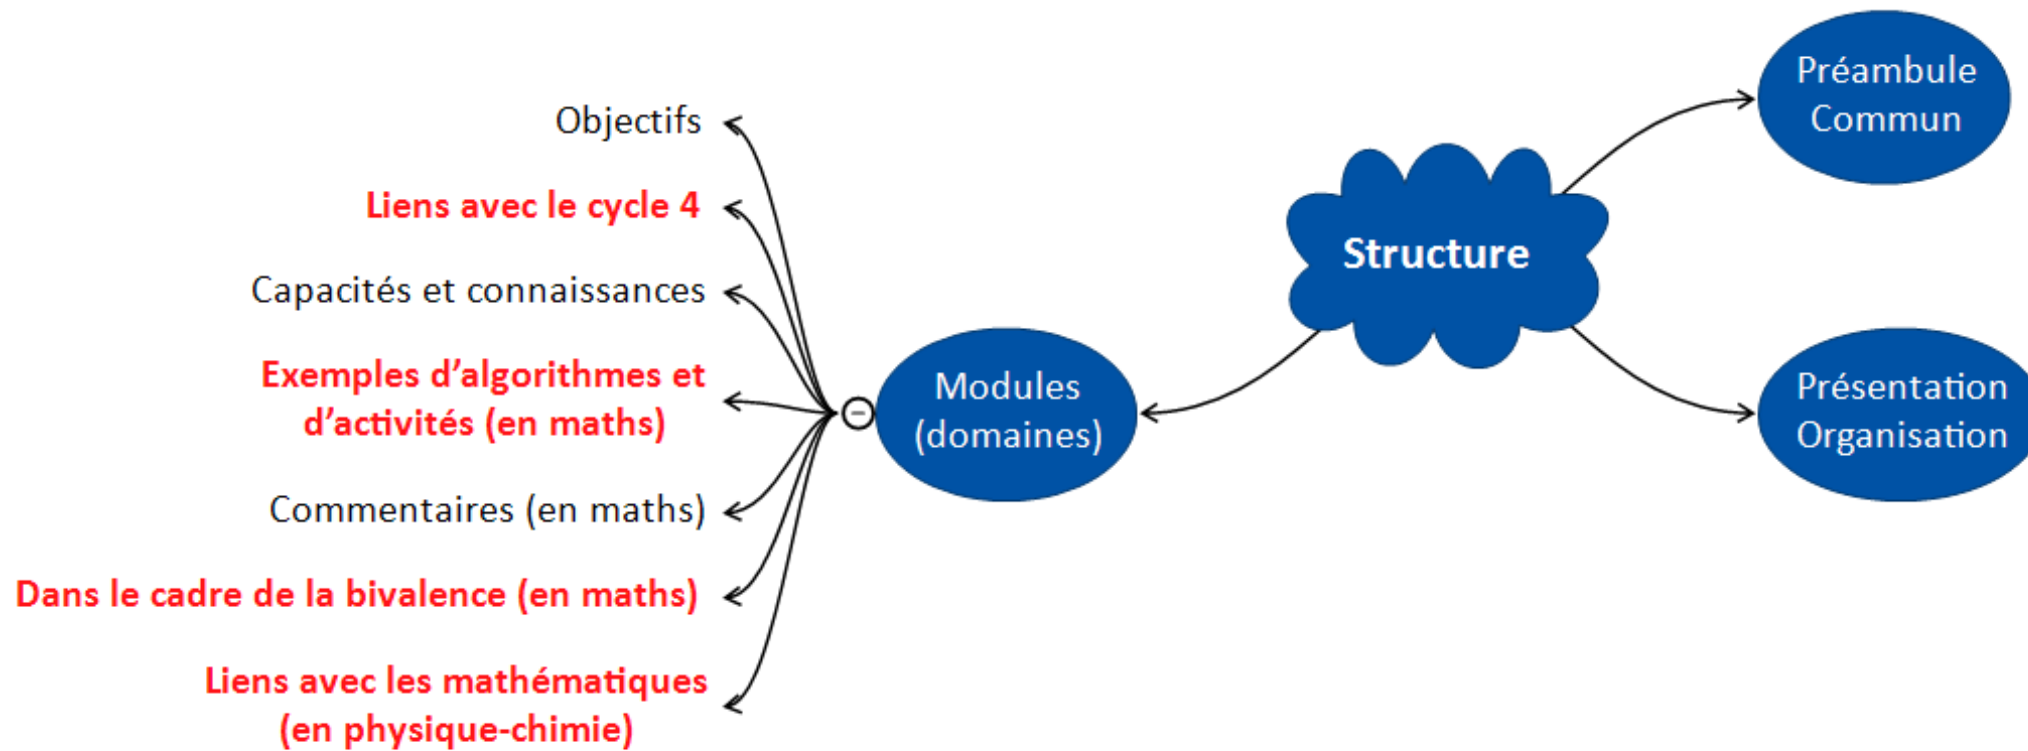 Préambule
Commun
Structure
Présentation
Organisation
Modules
(domaines)
Objectifs
Liens avec le cycle 4
Capacités et connaissances
Exemples d’algorithmes et
d’activités (en maths)
Commentaires (en maths)
Dans le cadre de la bivalence (en maths)
Liens avec les mathématiques
(en physique-chimie)